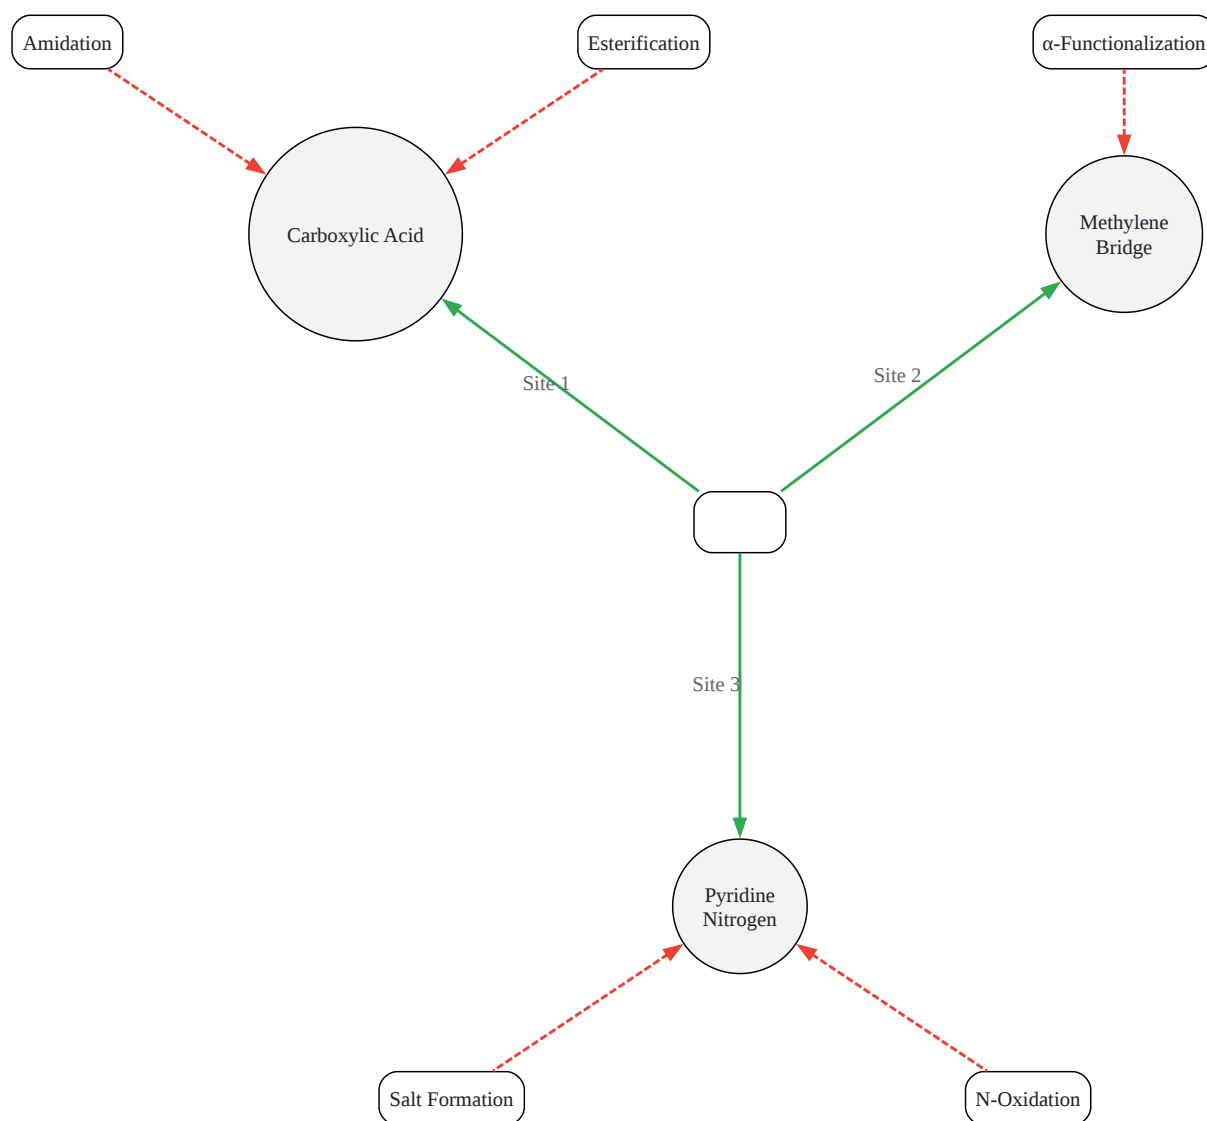 Amidation
Esterification
α-Functionalization
Carboxylic Acid
Methylene
Bridge
Site 1
Site 2
Site 3
Pyridine
Nitrogen
Salt Formation
N-Oxidation